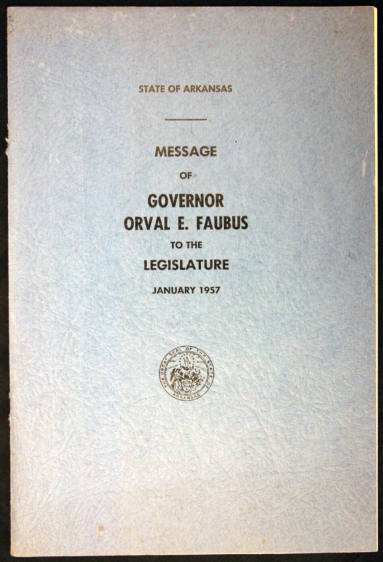 STATE OF ARKANSAS
MESSAGE
OF
GOVERNOR
ORVAL E. FAUBUS
TO THE
LEGISLATURE
JANUARY 1957